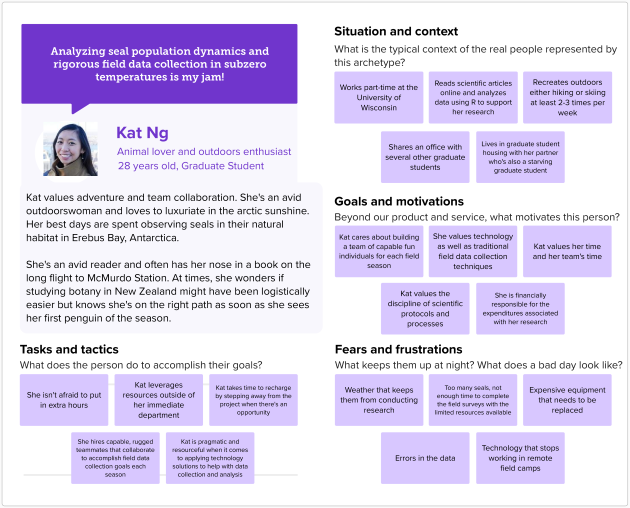 Analyzing seal population dynamics and
rigorous field data collection in subzero
temperatures is my jam!
Kat Ng
Animal lover and outdoors enthusiast
28 years old, Graduate Student
Kat values adventure and team collaboration. She's an avid
outdoorswoman and loves to luxuriate in the arctic sunshine.
Her best days are spent observing seals in their natural
habitat in Erebus Bay, Antarctica.
She's an avid reader and often has her nose in a book on the
long flight to McMurdo Station. At times, she wonders if
studying botany in New Zealand might have been logistically
easier but knows she's on the right path as soon as she sees
her first penguin of the season.
Tasks and tactics
What does the person do to accomplish their goals?
She isn't afraid to put
in extra hours
Kat leverages
resources outside of
her immediate
department
Kat takes time to recharge
by stepping away from the
project when there's an
opportunity
She hires capable, rugged
teammates that collaborate
to accomplish field data
collection goals each
season
Kat is pragmatic and
resourceful when it comes
to applying technology
solutions to help with data
collection and analysis
Situation and context
What is the typical context of the real people represented by
this archetype?
Works part-time at the
University of
Wisconsin
Reads scientific articles
online and analyzes
data using R to support
her research
Recreates outdoors
either hiking or skiing
at least 2-3 times per
week
Shares an office with
several other graduate
students
Lives in graduate student
housing with her partner
who's also a starving
graduate student
Goals and motivations
Beyond our product and service, what motivates this person?
Kat cares about building
a team of capable fun
individuals for each field
season
She values technology
as well as traditional
field data collection
techniques
Kat values her time
and her team's time
Kat values the
discipline of scientific
protocols and
processes
She is financially
responsible for the
expenditures associated
with her research
Fears and frustrations
What keeps them up at night? What does a bad day look like?
Weather that keeps
them from conducting
research
Too many seals, not
enough time to complete
the field surveys with the
limited resources available
Expensive equipment
that needs to be
replaced
Errors in the data
Technology that stops
working in remote
field camps